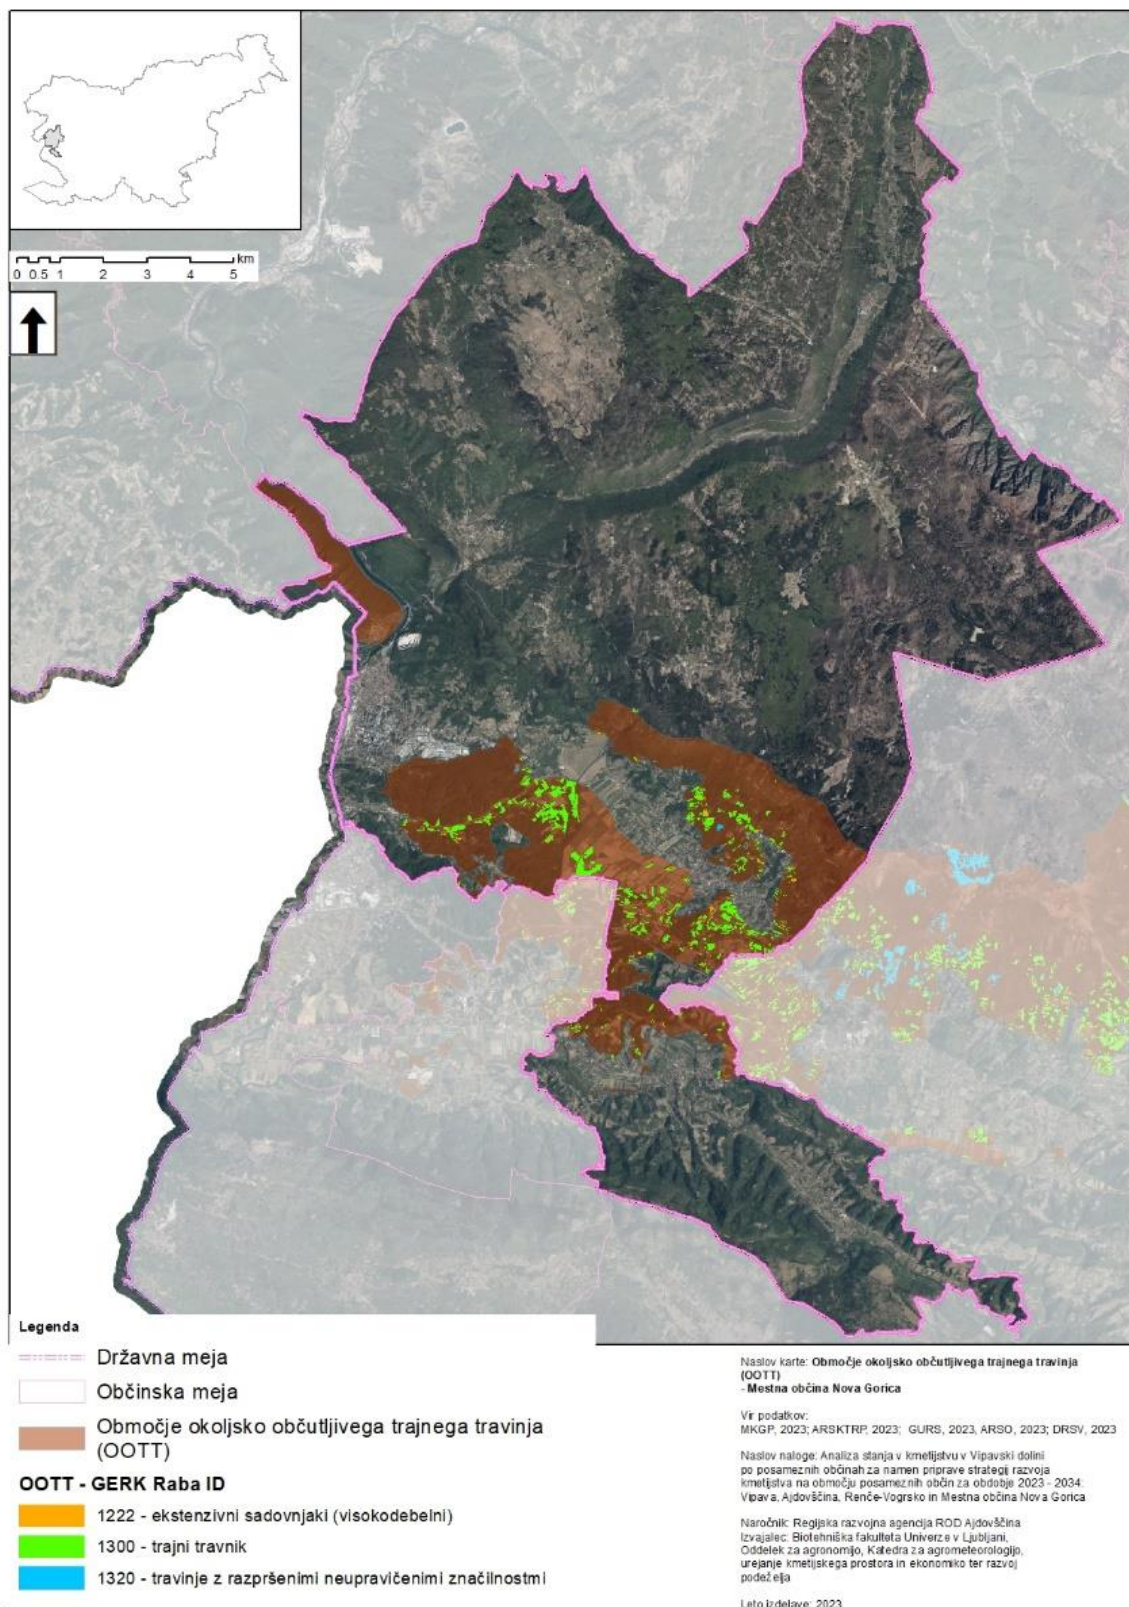 km
0 0.5 1 2 3 4 5
Legenda
Državna meja
Občinska meja
Območje okoljsko občutljivega trajnega travinja
(OOTT)
OOTT - GERK Raba ID
1222 - ekstenzivni sadovnjaki (visokodebelni)
1300 - trajni travnik
1320 - travinje z razpršenimi neupravičenimi značilnostmi
Naslov karte: Območje okoljsko občutljivega trajnega travinja
(OOTT)
- Mestna občina Nova Gorica
Vir podatkov:
MKGP, 2023; ARSKTRP, 2023; GURS, 2023, ARSO, 2023; DRSV, 2023
Naslov naloge: Analiza stanja v kmetijstvu v Vipavski dolini
po posameznih občinah za namen priprave strategij razvoja
kmetijstva na območju posameznih občin za obdobje 2023 - 2034:
Vipava, Ajdovščina, Renče-Vogrsko in Mestna občina Nova Gorica
Naročnik: Regijska razvojna agencija ROD Ajdovščina
Izvajalec: Biotehniška fakulteta Univerze v Ljubljani,
Oddelek za agronomijo, Katedra za agrometeorologijo,
urejanje kmetijskega prostora in ekonomiko ter razvoj
podeželja
Leto izdelave: 2023